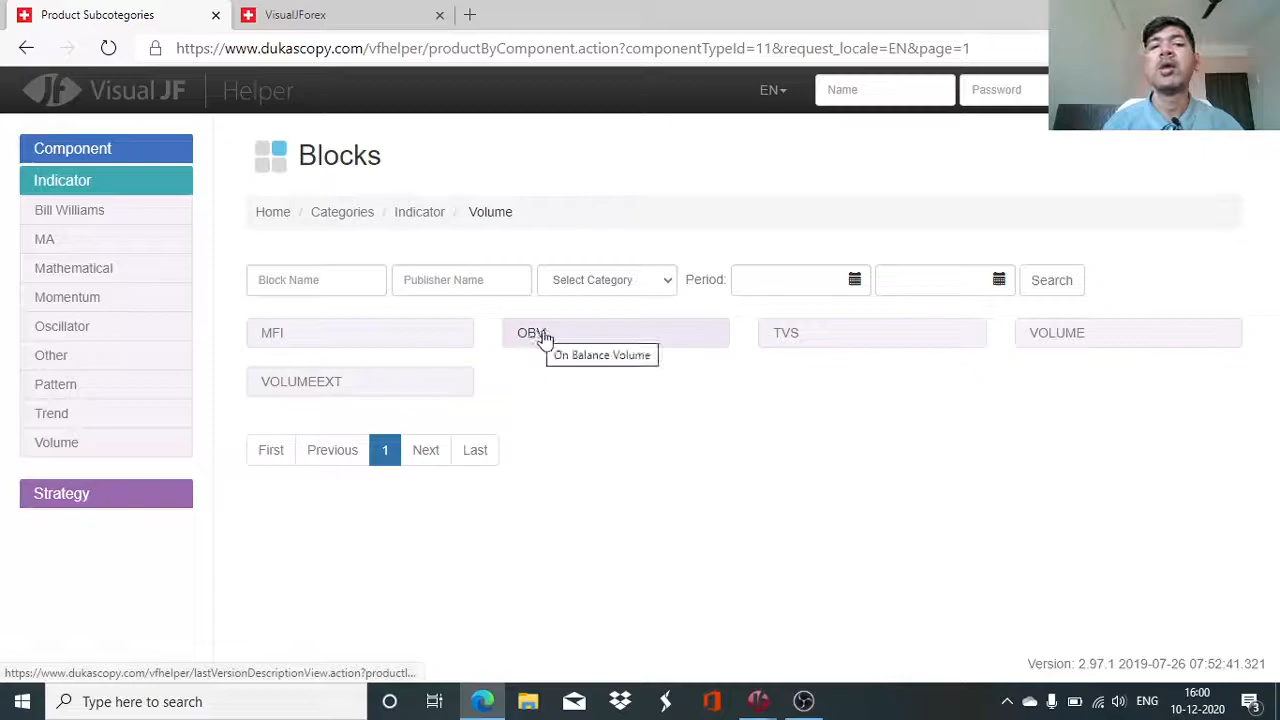 Product Subcotegories
VisualJForex
https://www.dukascopy.com/vfhelper/productByComponent.action?componentTypeId=11&request_locale=EN&page=1
Visual JF
Helper
EN
Name
Password
Component
Indicator
Bill Williams
MA
Mathematical
Momentum
Oscillator
Other
Pattern
Trend
Volume
Strategy
Blocks
Home / Categories / Indicator / Volume
Block Name
Publisher Name
Select Category
Period:
Search
MFI
OBV
TVS
VOLUME
On Balance Volume
VOLUMEEXT
First
Previous
1
Next
Last
Version: 2.97.1 2019-07-26 07:52:41.321
https://www.dukascopy.com/vfhelper/lastVersionDescriptionView.action?productI...
Type here to search
ENG
16:00
10-12-2020
3